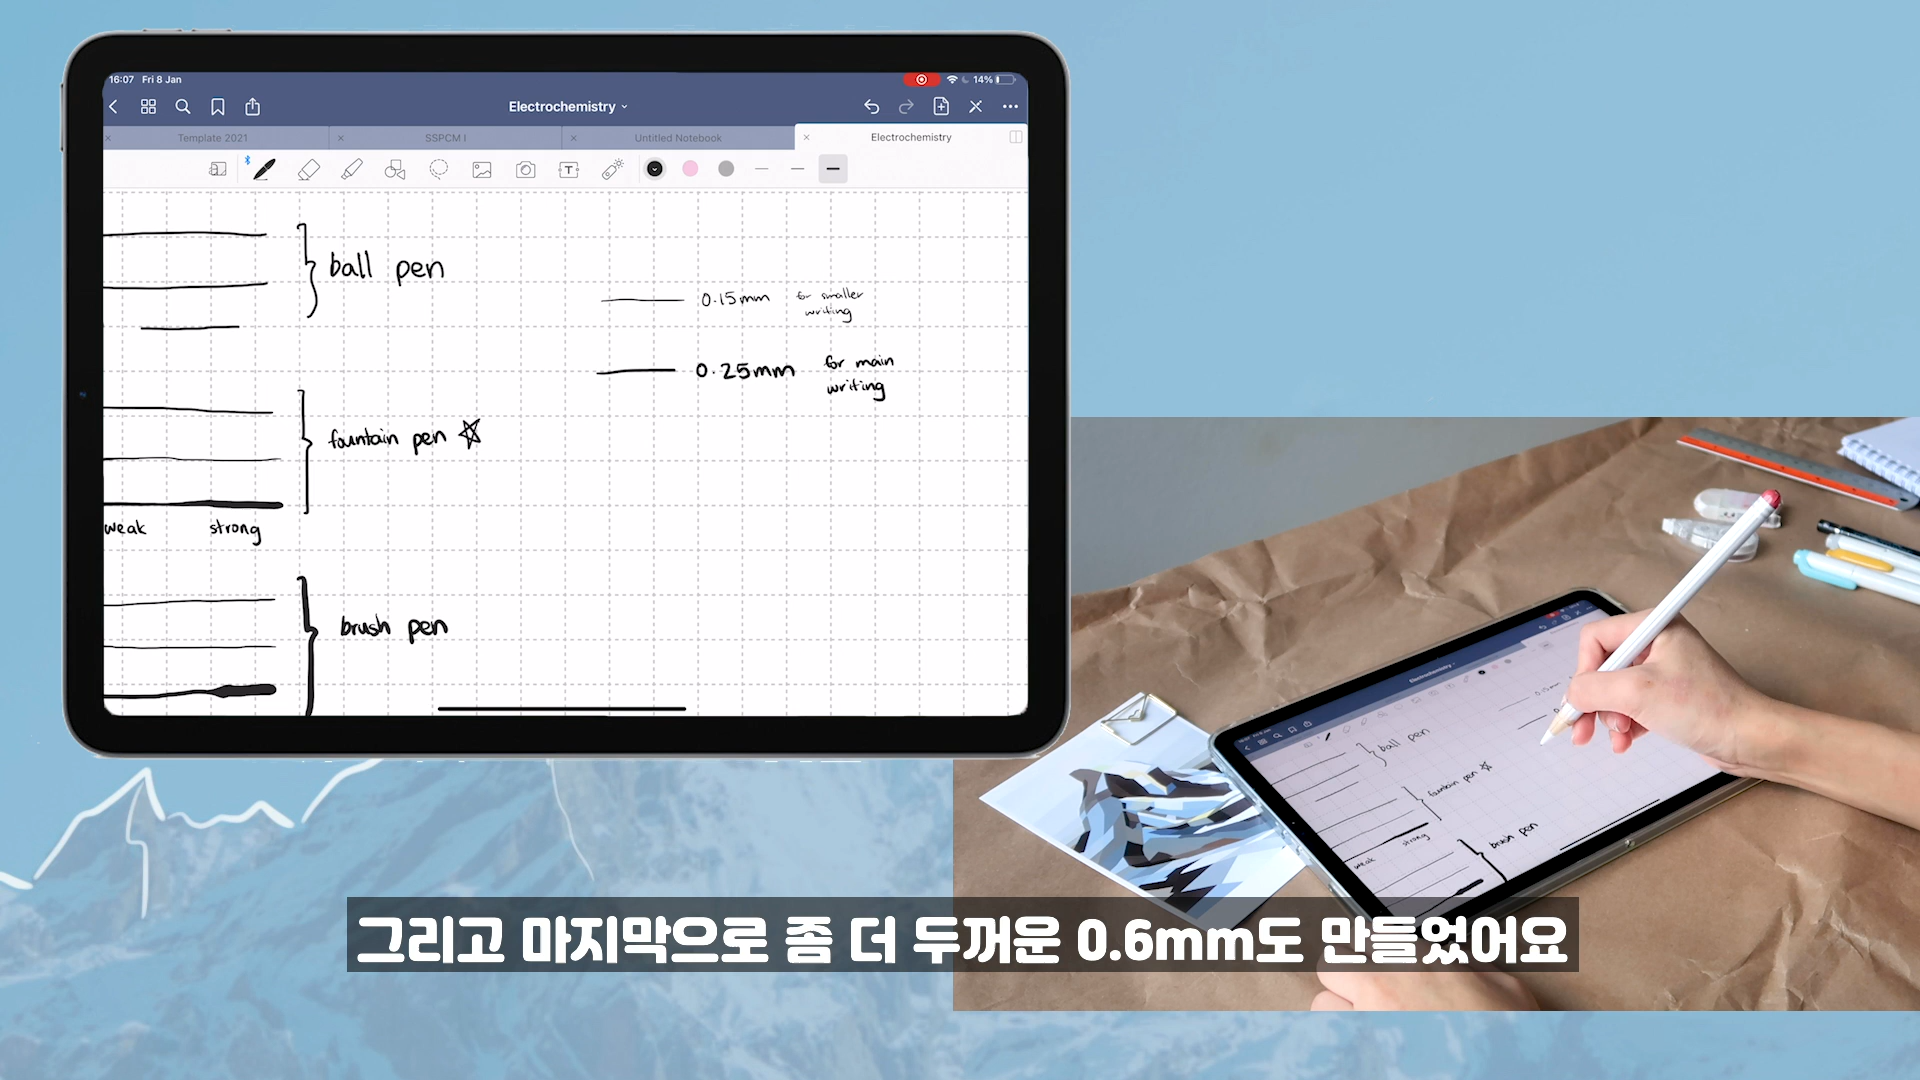 16:07 Fri 8 Jan
14%
Electrochemistry
Template 2021
SSPCM I
Untitled Notebook
Electrochemistry
T
ball pen
0.15mm for smaller writing
0.25mm for main writing
fountain pen
weak strong
brush pen
Electrochemistry
ball pen
fountain pen
weak strong
brush pen
그리고 마지막으로 좀 더 두꺼운 0.6mm도 만들었어요